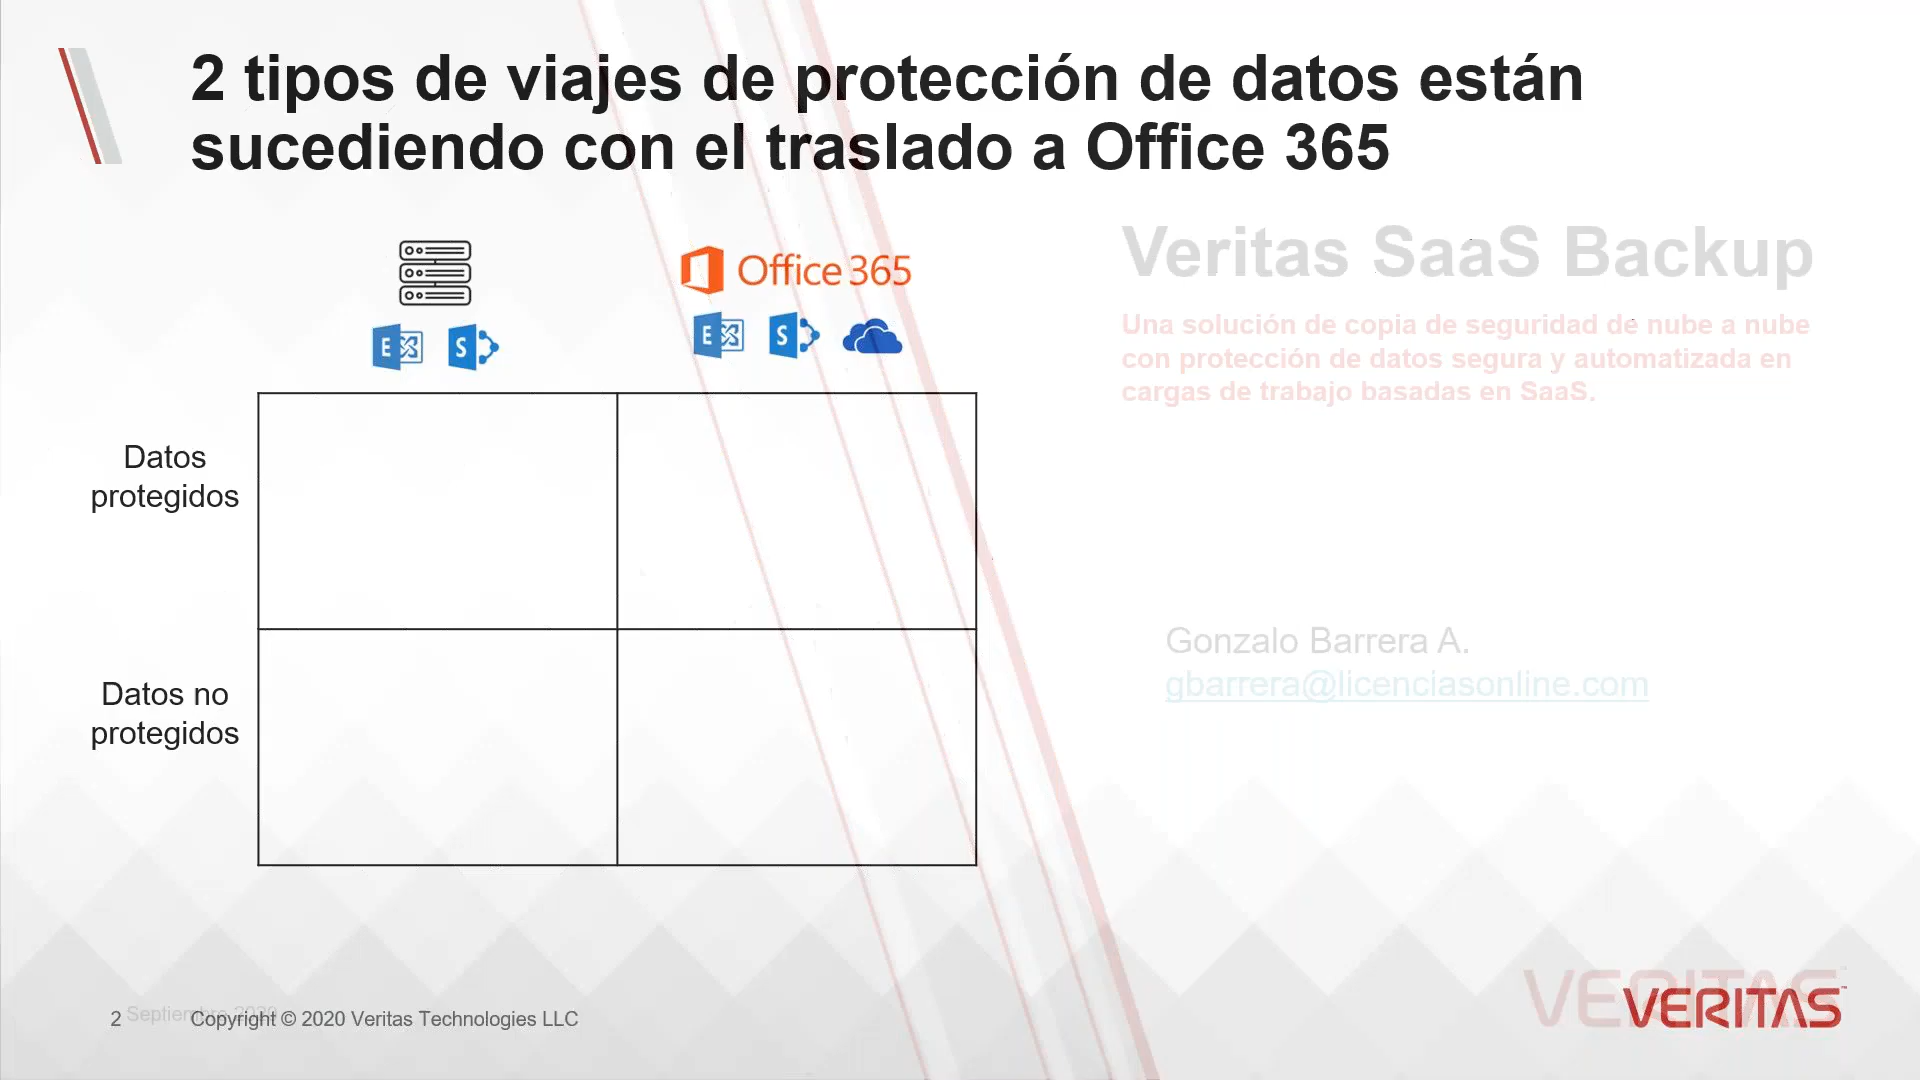 2 tipos de viajes de protección de datos están
sucediendo con el traslado a Office 365
Veritas SaaS Backup
Una solución de copia de seguridad de nube a nube
con protección de datos segura y automatizada en
cargas de trabajo basadas en SaaS.
Office 365
E S
E S
Datos
protegidos
Datos no
protegidos
Gonzalo Barrera A.
gbarrera@licenciasonline.com
2 Septiembre 2020
Copyright © 2020 Veritas Technologies LLC
VERITAS
VERITAS™